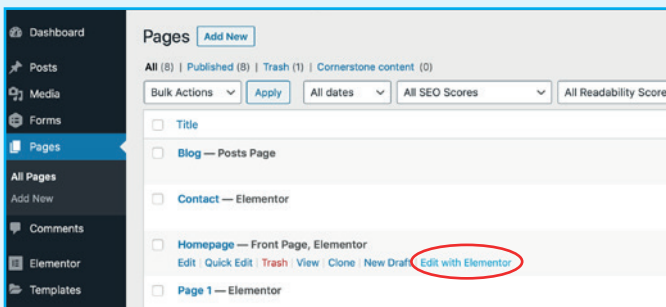 Dashboard
Posts
Media
Forms
Pages
All Pages
Add New
Comments
Elementor
Templates
Pages Add New
All (8) | Published (8) | Trash (1) | Cornerstone content (0)
Bulk Actions Apply All dates All SEO Scores All Readability Score
Title
Blog — Posts Page
Contact — Elementor
Homepage — Front Page, Elementor
Edit | Quick Edit | Trash | View | Clone | New Draft | Edit with Elementor
Page 1 — Elementor